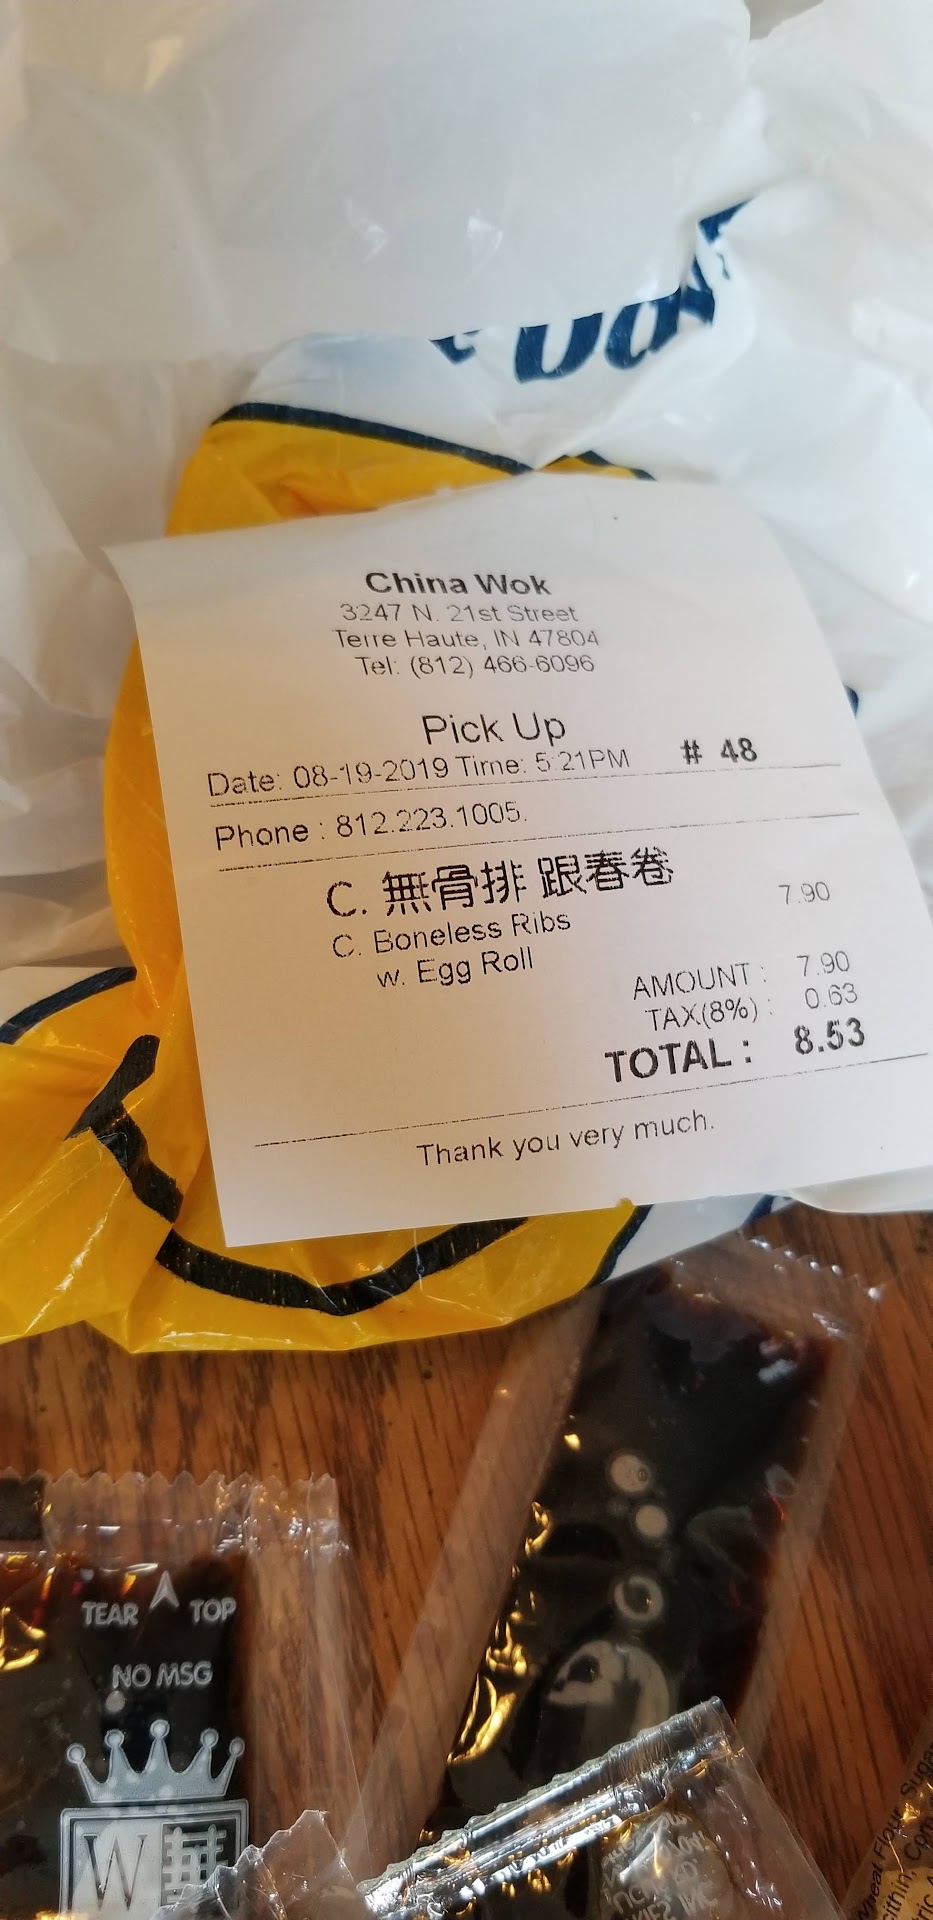 China Wok
3247 N. 21st Street
Terre Haute, IN 47804
Tel: (812) 466-6096
Pick Up
Date: 08-19-2019 Time: 5:21PM # 48
Phone : 812.223.1005.
C. 無骨排 跟春卷 7.90
C. Boneless Ribs
w. Egg Roll
AMOUNT : 7.90
TAX(8%) : 0.63
TOTAL : 8.53
Thank you very much.
TEAR TOP
NO MSG
W 華